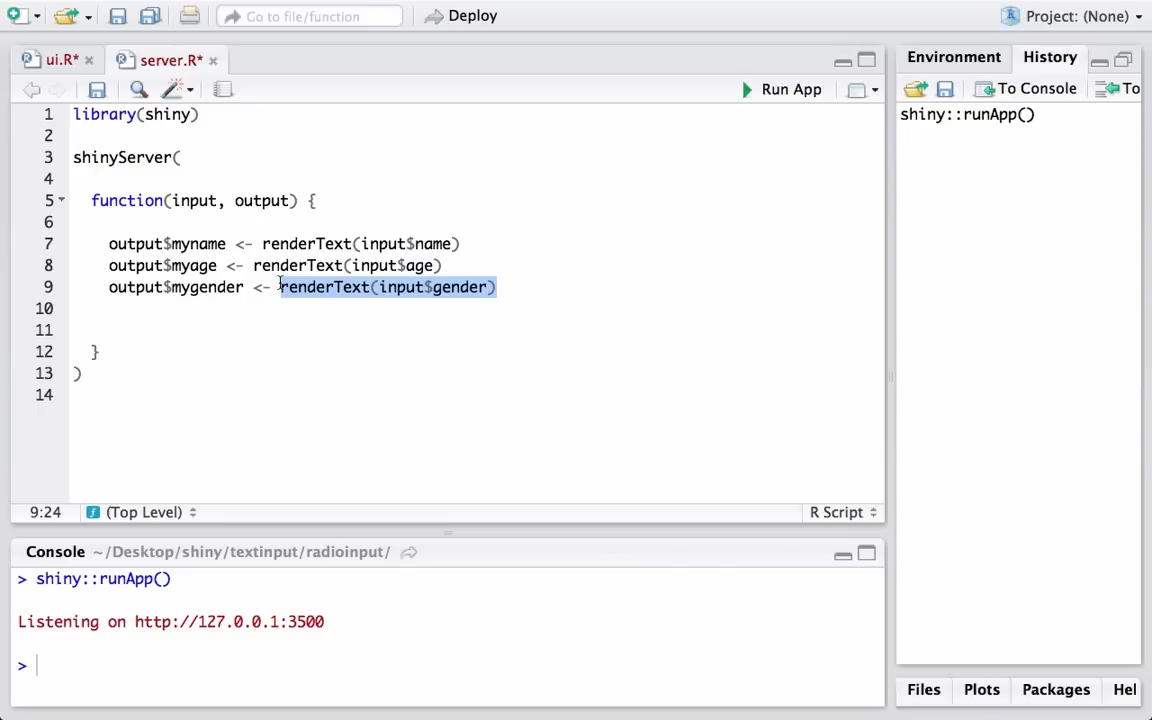 Go to file/function
Deploy
Project: (None)
ui.R*
server.R*
Environment
History
Run App
To Console
To
1 library(shiny)
2
3 shinyServer(
4
5 function(input, output) {
6
7 output$myname <- renderText(input$name)
8 output$myage <- renderText(input$age)
9 output$mygender <- renderText(input$gender)
10
11
12 }
13 )
14
shiny::runApp()
9:24
(Top Level)
R Script
Console ~/Desktop/shiny/textinput/radioinput/
> shiny::runApp()
Listening on http://127.0.0.1:3500
>
Files
Plots
Packages
Hel